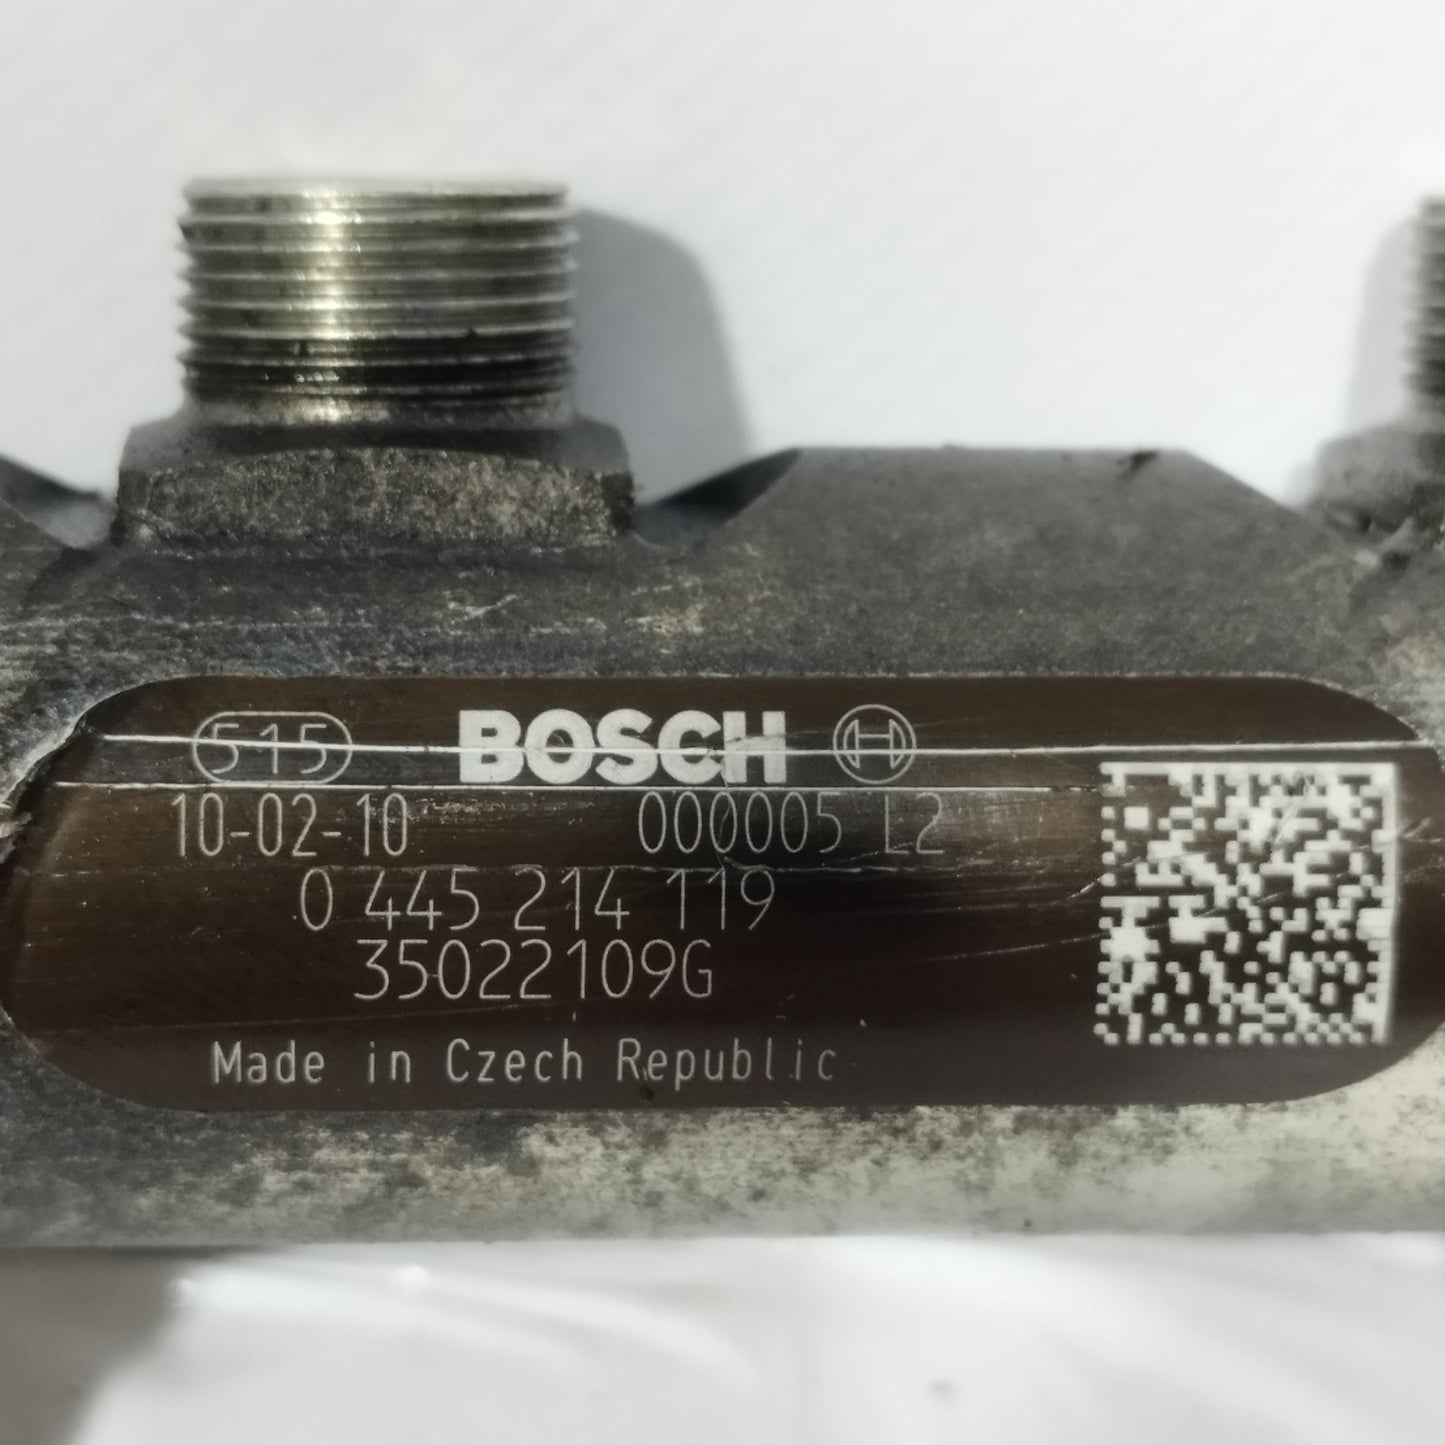 515 BOSCH
10-02-10 000005 L2
0 445 214 119
35022109G
Made in Czech Republic